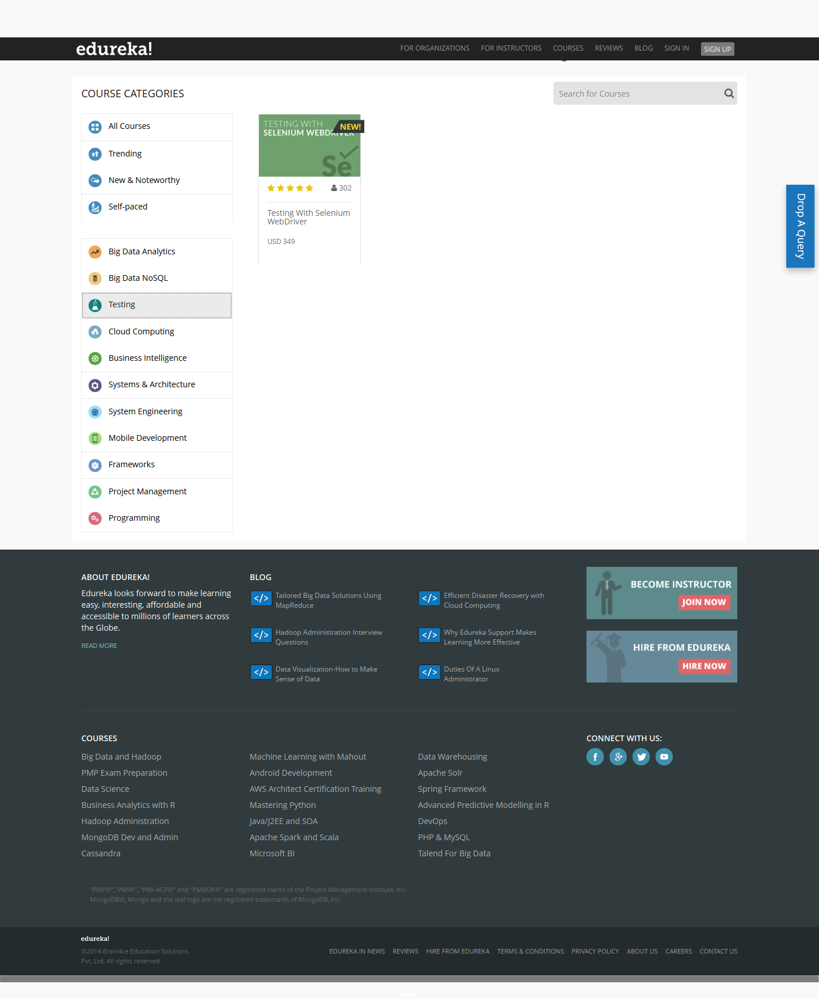 edureka!
FOR ORGANIZATIONS FOR INSTRUCTORS COURSES REVIEWS BLOG SIGN IN SIGN UP
COURSE CATEGORIES
Search for Courses
All Courses
Trending
New & Noteworthy
Self-paced
TESTING WITH
SELENIUM WEBDRIVER
NEW!
Se
302
Testing With Selenium
WebDriver
USD 349
Drop A Query
Big Data Analytics
Big Data NoSQL
Testing
Cloud Computing
Business Intelligence
Systems & Architecture
System Engineering
Mobile Development
Frameworks
Project Management
Programming
ABOUT EDUREKA!
Edureka looks forward to make learning
easy, interesting, affordable and
accessible to millions of learners across
the Globe.
READ MORE
BLOG
</> Tailored Big Data Solutions Using
MapReduce
</> Efficient Disaster Recovery with
Cloud Computing
</> Hadoop Administration Interview
Questions
</> Why Edureka Support Makes
Learning More Effective
</> Data Visualization-How to Make
Sense of Data
</> Duties Of A Linux
Administrator
BECOME INSTRUCTOR
JOIN NOW
HIRE FROM EDUREKA
HIRE NOW
COURSES
Big Data and Hadoop
PMP Exam Preparation
Data Science
Business Analytics with R
Hadoop Administration
MongoDB Dev and Admin
Cassandra
Machine Learning with Mahout
Android Development
AWS Architect Certification Training
Mastering Python
Java/J2EE and SOA
Apache Spark and Scala
Microsoft BI
Data Warehousing
Apache Solr
Spring Framework
Advanced Predictive Modelling in R
DevOps
PHP & MySQL
Talend For Big Data
CONNECT WITH US:
"PMP®","PMI®", "PMI-ACP®" and "PMBOK®" are registered marks of the Project Management Institute, Inc.
MongoDB®, Mongo and the leaf logo are the registered trademarks of MongoDB, Inc.
edureka!
©2014 Brain4ce Education Solutions
Pvt. Ltd. All rights reserved.
EDUREKA IN NEWS REVIEWS HIRE FROM EDUREKA TERMS & CONDITIONS PRIVACY POLICY ABOUT US CAREERS CONTACT US